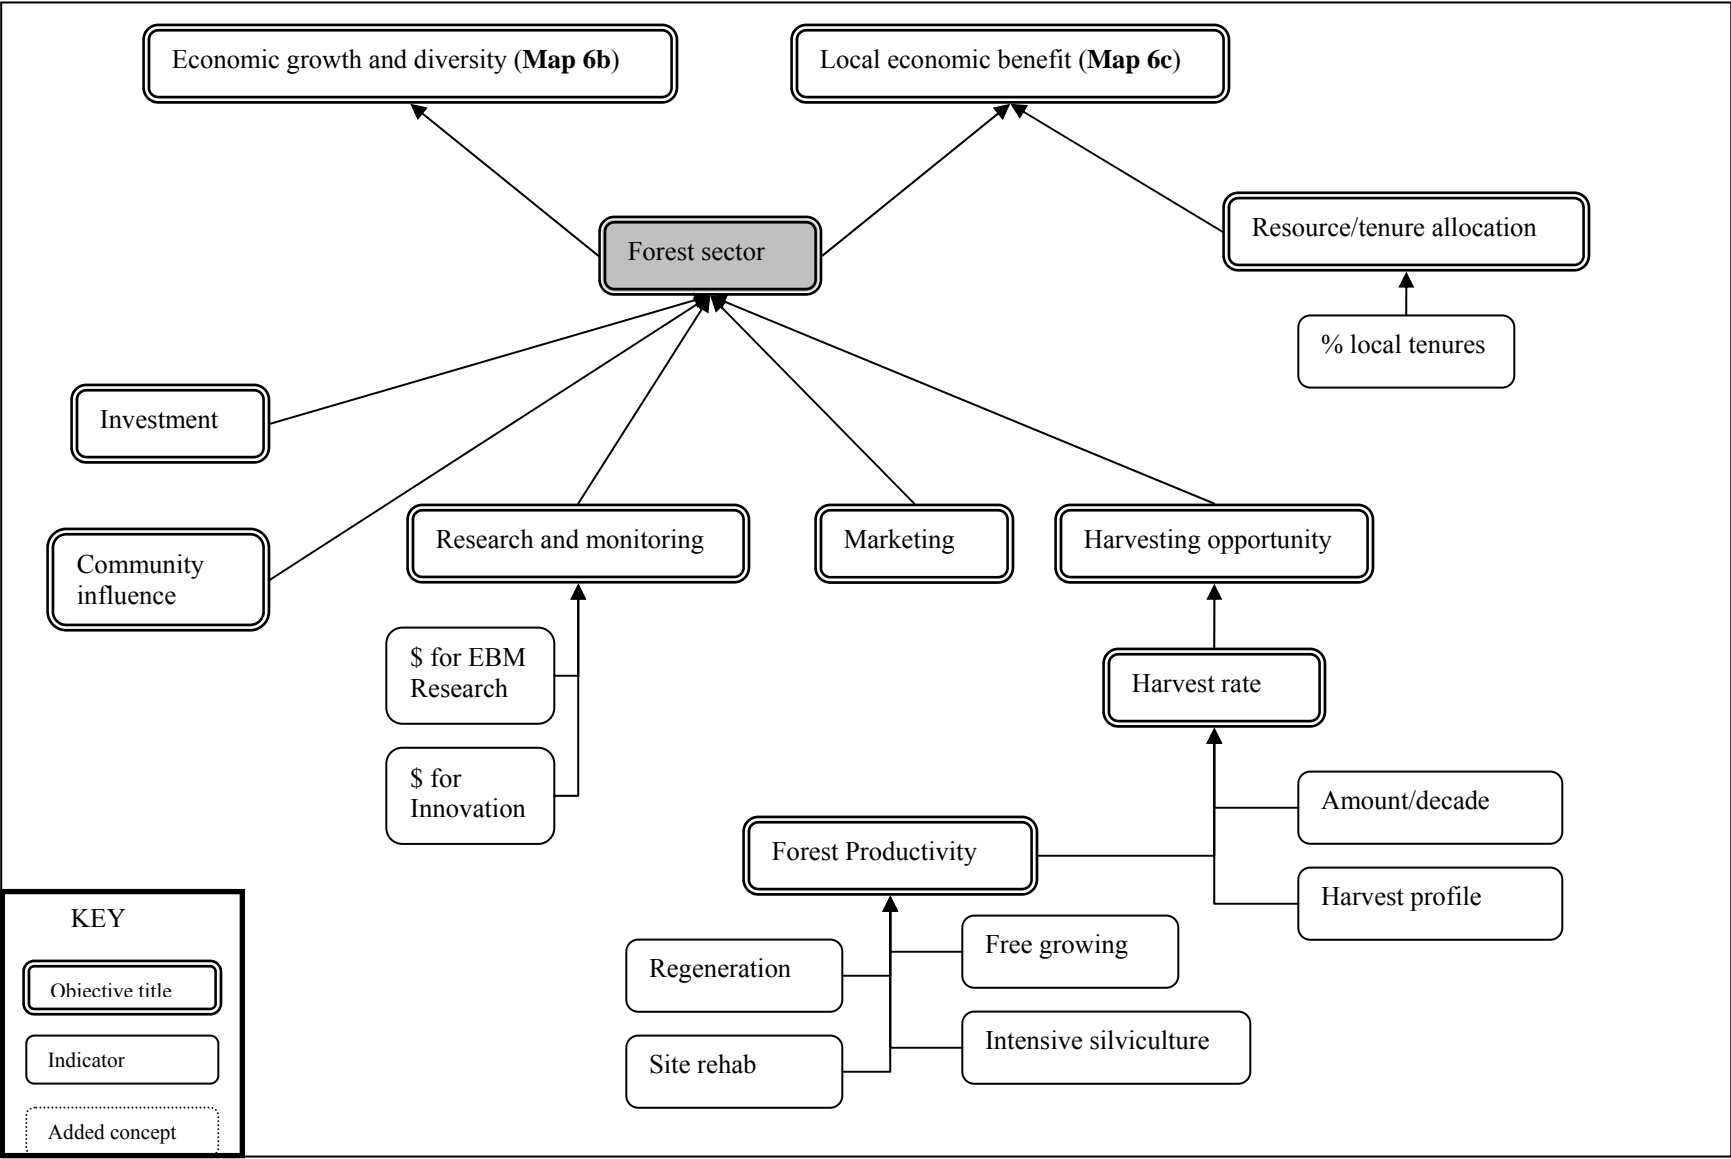 Economic growth and diversity (Map 6b)
Local economic benefit (Map 6c)
Resource/tenure allocation
Forest sector
% local tenures
Investment
Research and monitoring
Marketing
Harvesting opportunity
Community
influence
$ for EBM
Research
Harvest rate
$ for
Innovation
Amount/decade
Forest Productivity
Harvest profile
KEY
Free growing
Regeneration
Objective title
Intensive silviculture
Indicator
Site rehab
Added concept